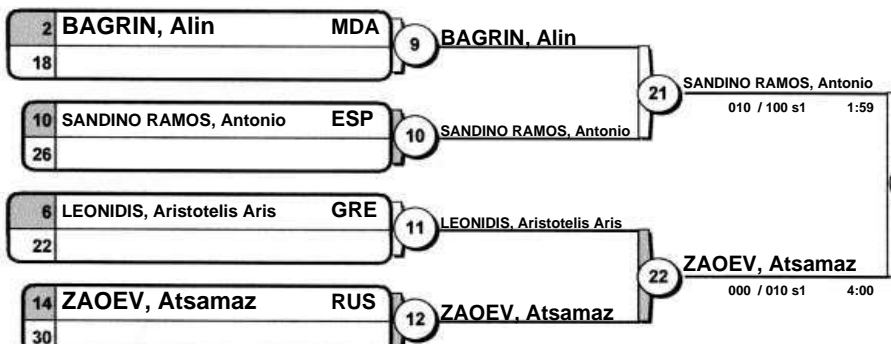 2 BAGRIN, Alin MDA
18
9 BAGRIN, Alin
10 SANDINO RAMOS, Antonio ESP
26
10 SANDINO RAMOS, Antonio
21 SANDINO RAMOS, Antonio
010 / 100 s1 1:59
6 LEONIDIS, Aristotelis Aris GRE
22
11 LEONIDIS, Aristotelis Aris
14 ZAOEV, Atsamaz RUS
30
12 ZAOEV, Atsamaz
22 ZAOEV, Atsamaz
000 / 010 s1 4:00